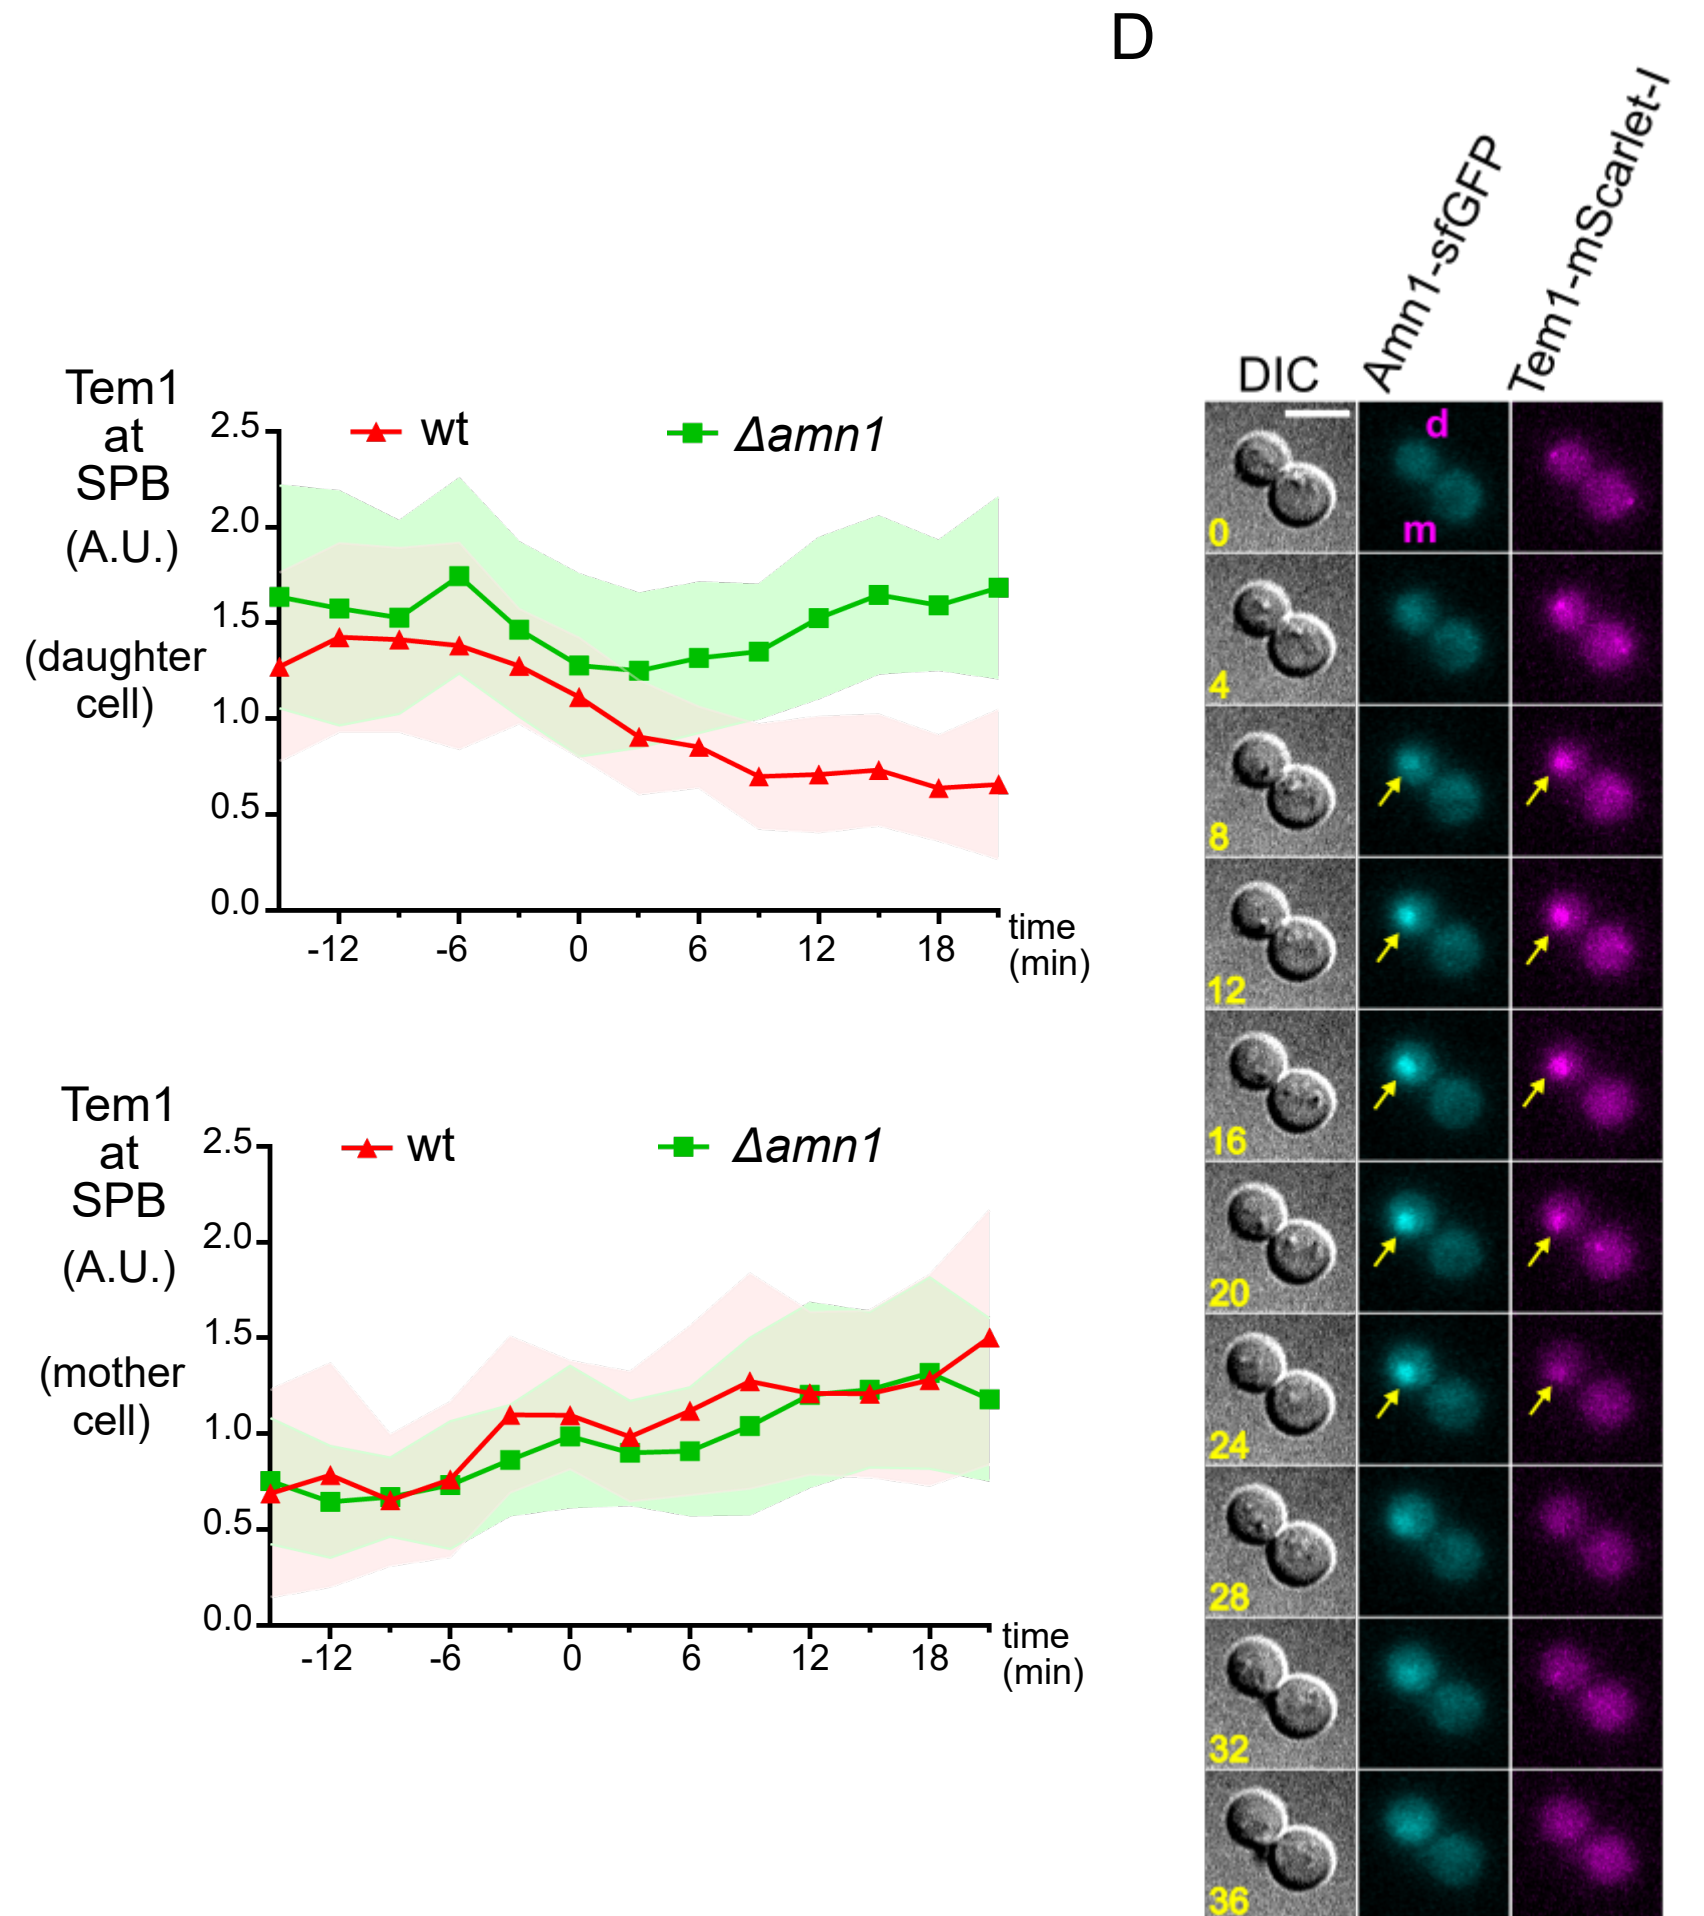 D
Tem1
at
SPB
(A.U.)
(daughter
cell)
wt
Δamn1
2.5
2.0
1.5
1.0
0.5
0.0
-12 -6 0 6 12 18
time
(min)
Tem1
at
SPB
(A.U.)
(mother
cell)
wt
Δamn1
2.5
2.0
1.5
1.0
0.5
0.0
-12 -6 0 6 12 18
time
(min)
DIC
Amn1-sfGFP
Tem1-mScarlet-I
d
m
0
4
8
12
16
20
24
28
32
36